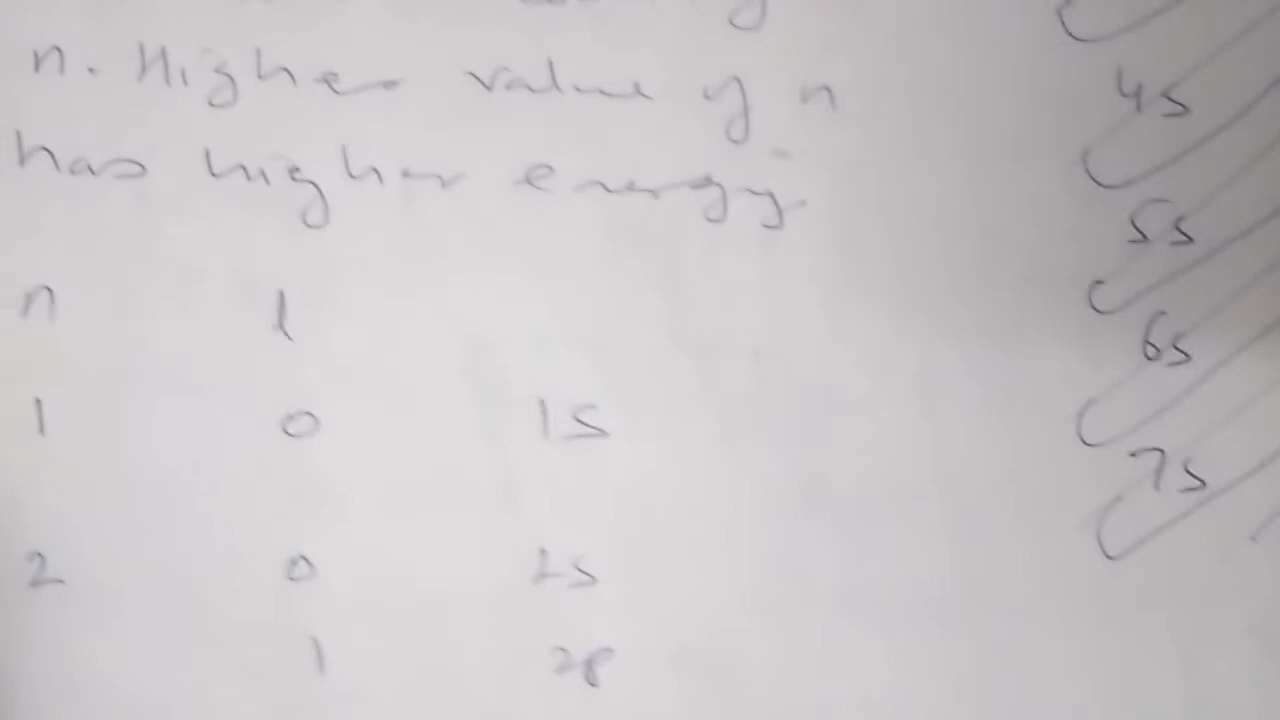 n. Higher value of n
has higher energy.
n l
1 0 1s
2 0 2s
1 2p
4s
5s
6s
7s